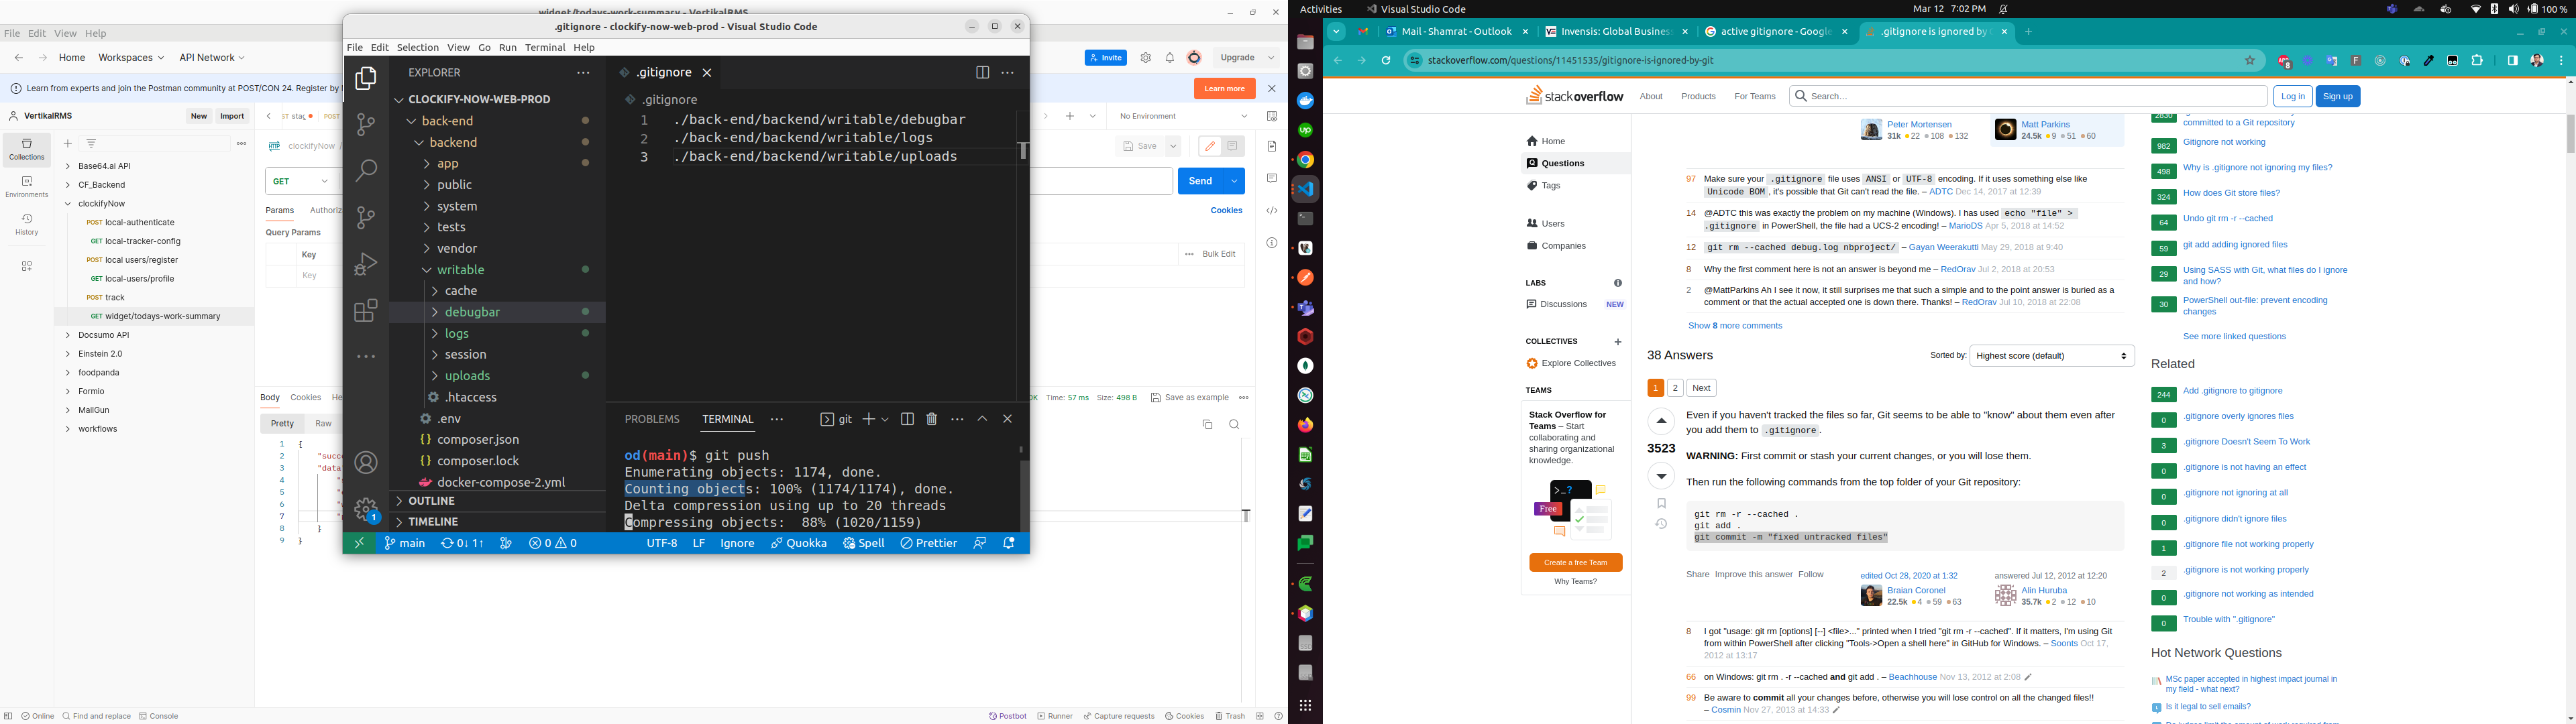 widget/todays-work-summary - VertikalRMS
File Edit View Help
Home Workspaces API Network
Invite
Upgrade
Learn from experts and join the Postman community at POST/CON 24. Register by
Learn more
VertikalRMS
New Import
No Environment
Collections
Environments
History
Base64.ai API
CF_Backend
clockifyNow
POST local-authenticate
GET local-tracker-config
POST local users/register
GET local-users/profile
POST track
GET widget/todays-work-summary
Docsumo API
Einstein 2.0
foodpanda
Formio
MailGun
workflows
clockifyNow /
Save
GET
Send
Params Authoriz
Cookies
Query Params
Key
Bulk Edit
Key
Body Cookies He
Time: 57 ms Size: 498 B Save as example
Pretty Raw
1 {
2 "succ
3 "data
4
5
6
7
8 }
9 }
Online Find and replace Console
Postbot Runner Capture requests Cookies Trash
.gitignore - clockify-now-web-prod - Visual Studio Code
File Edit Selection View Go Run Terminal Help
EXPLORER
CLOCKIFY-NOW-WEB-PROD
back-end
backend
app
public
system
tests
vendor
writable
cache
debugbar
logs
session
uploads
.htaccess
.env
composer.json
composer.lock
docker-compose-2.yml
OUTLINE
TIMELINE
.gitignore
.gitignore
1 ./back-end/backend/writable/debugbar
2 ./back-end/backend/writable/logs
3 ./back-end/backend/writable/uploads
PROBLEMS TERMINAL
git
od(main)$ git push
Enumerating objects: 1174, done.
Counting objects: 100% (1174/1174), done.
Delta compression using up to 20 threads
Compressing objects: 88% (1020/1159)
main 0↓ 1↑ 0 0 UTF-8 LF Ignore Quokka Spell Prettier
1
Activities Visual Studio Code
Mar 12 7:02 PM
100 %
Mail - Shamrat - Outlook
Invensis: Global Business
active gitignore - Google
.gitignore is ignored by
stackoverflow.com/questions/11451535/gitignore-is-ignored-by-git
stackoverflow
About Products For Teams
Search…
Log in Sign up
Home
Questions
Tags
Users
Companies
LABS
Discussions NEW
COLLECTIVES
Explore Collectives
TEAMS
Stack Overflow for
Teams – Start
collaborating and
sharing organizational
knowledge.
Free
Create a free Team
Why Teams?
Peter Mortensen
31k 22 108 132
Matt Parkins
24.5k 9 51 60
97 Make sure your .gitignore file uses ANSI or UTF-8 encoding. If it uses something else like
Unicode BOM, it's possible that Git can't read the file. – ADTC Dec 14, 2017 at 12:39
14 @ADTC this was exactly the problem on my machine (Windows). I has used echo "file" >
.gitignore in PowerShell, the file had a UCS-2 encoding! – MarioDS Apr 5, 2018 at 14:52
12 git rm --cached debug.log nbproject/ – Gayan Weerakutti May 29, 2018 at 9:40
8 Why the first comment here is not an answer is beyond me – RedOrav Jul 2, 2018 at 20:53
2 @MattParkins Ah I see it now, it still surprises me that such a simple and to the point answer is buried as a
comment or that the actual accepted one is down there. Thanks! – RedOrav Jul 10, 2018 at 22:08
Show 8 more comments
38 Answers
Sorted by: Highest score (default)
1 2 Next
3523
Even if you haven't tracked the files so far, Git seems to be able to "know" about them even after
you add them to .gitignore.
WARNING: First commit or stash your current changes, or you will lose them.
Then run the following commands from the top folder of your Git repository:
git rm -r --cached .
git add .
git commit -m "fixed untracked files"
Share Improve this answer Follow
edited Oct 28, 2020 at 1:32
Braian Coronel
22.5k 4 59 63
answered Jul 12, 2012 at 12:20
Alin Huruba
35.7k 2 12 10
8 I got "usage: git rm [options] [--] <file>..." printed when I tried "git rm -r --cached". If it matters, I'm using Git
from within PowerShell after clicking "Tools->Open a shell here" in GitHub for Windows. – Soonts Oct 17,
2012 at 13:17
66 on Windows: git rm . -r --cached and git add . – Beachhouse Nov 13, 2012 at 2:08
99 Be aware to commit all your changes before, otherwise you will lose control on all the changed files!!
– Cosmin Nov 27, 2013 at 14:33
2830
committed to a Git repository
982 Gitignore not working
498 Why is .gitignore not ignoring my files?
324 How does Git store files?
64 Undo git rm -r --cached
59 git add adding ignored files
29 Using SASS with Git, what files do I ignore
and how?
30 PowerShell out-file: prevent encoding
changes
See more linked questions
Related
244 Add .gitignore to gitignore
0 .gitignore overly ignores files
3 .gitignore Doesn't Seem To Work
0 .gitignore is not having an effect
0 .gitignore not ignoring at all
0 .gitignore didn't ignore files
1 .gitignore file not working properly
2 .gitignore is not working properly
0 .gitignore not working as intended
0 Trouble with ".gitignore"
Hot Network Questions
MSc paper accepted in highest impact journal in
my field - what next?
Is it legal to sell emails?